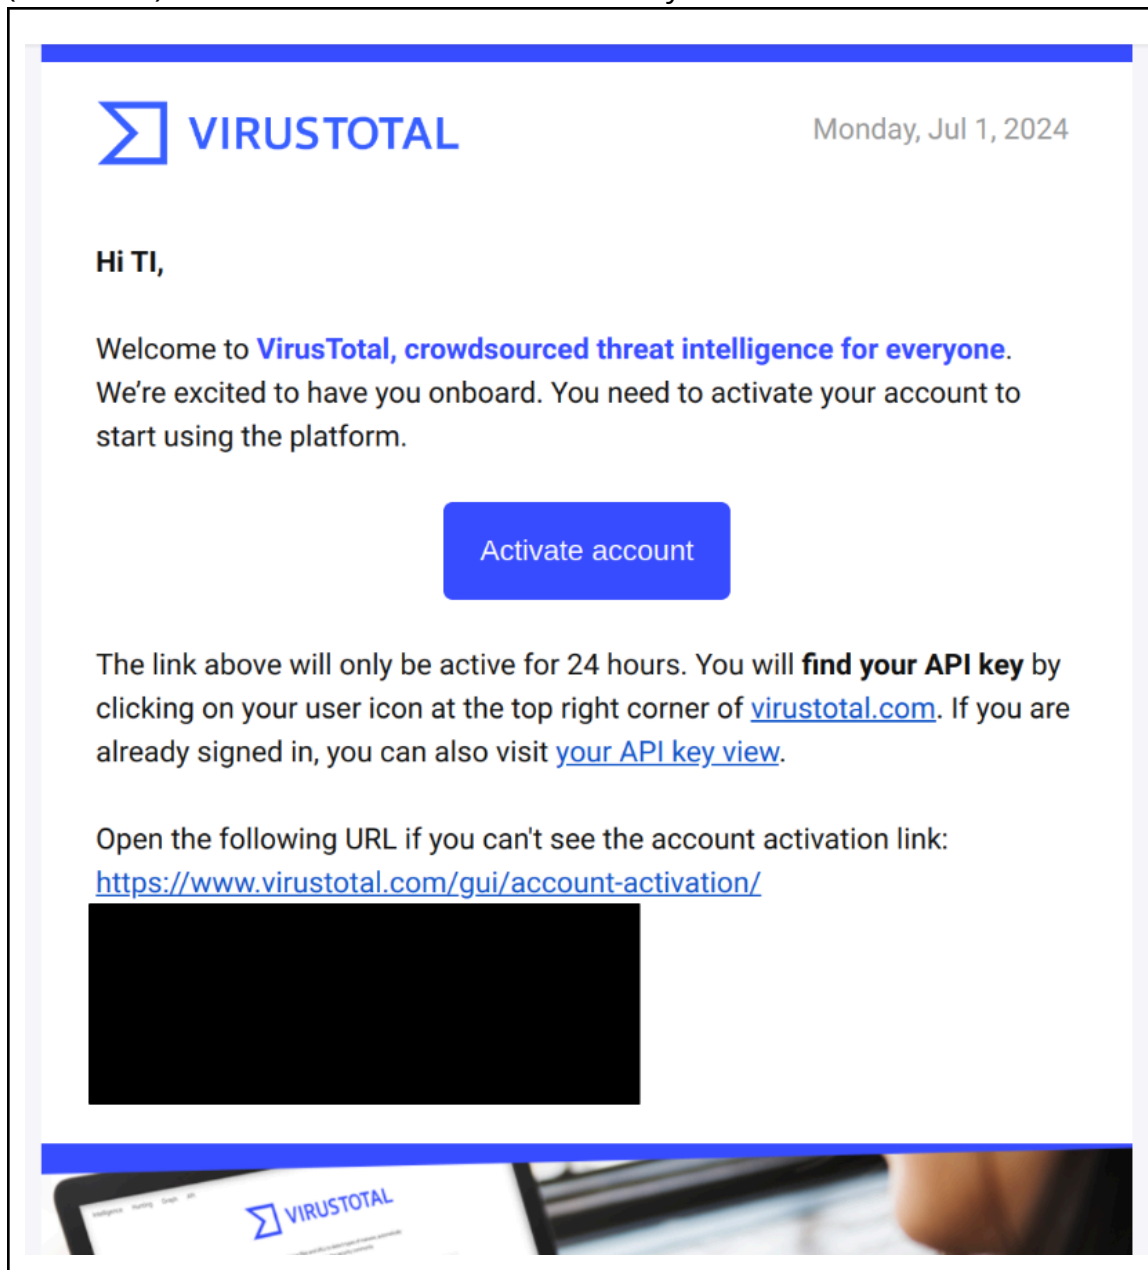 VIRUSTOTAL
Monday, Jul 1, 2024
Hi TI,
Welcome to VirusTotal, crowdsourced threat intelligence for everyone.
We’re excited to have you onboard. You need to activate your account to
start using the platform.
Activate account
The link above will only be active for 24 hours. You will find your API key by
clicking on your user icon at the top right corner of virustotal.com. If you are
already signed in, you can also visit your API key view.
Open the following URL if you can't see the account activation link:
https://www.virustotal.com/gui/account-activation/
Intelligence Hunting Graph API
VIRUSTOTAL